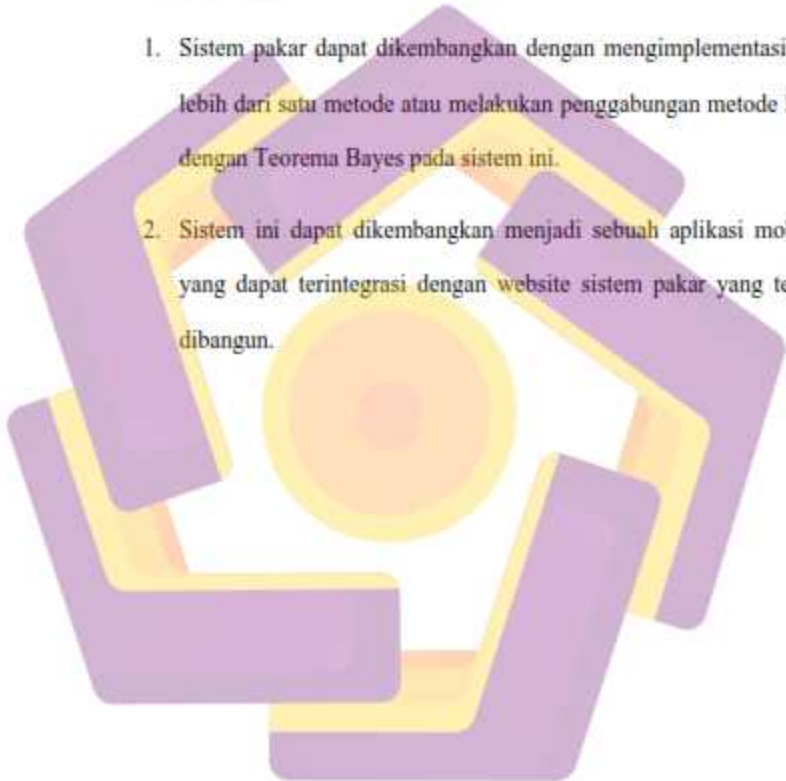 1. Sistem pakar dapat dikembangkan dengan mengimplementasi
lebih dari satu metode atau melakukan penggabungan metode
dengan Teorema Bayes pada sistem ini.
2. Sistem ini dapat dikembangkan menjadi sebuah aplikasi mo
yang dapat terintegrasi dengan website sistem pakar yang te
dibangun.